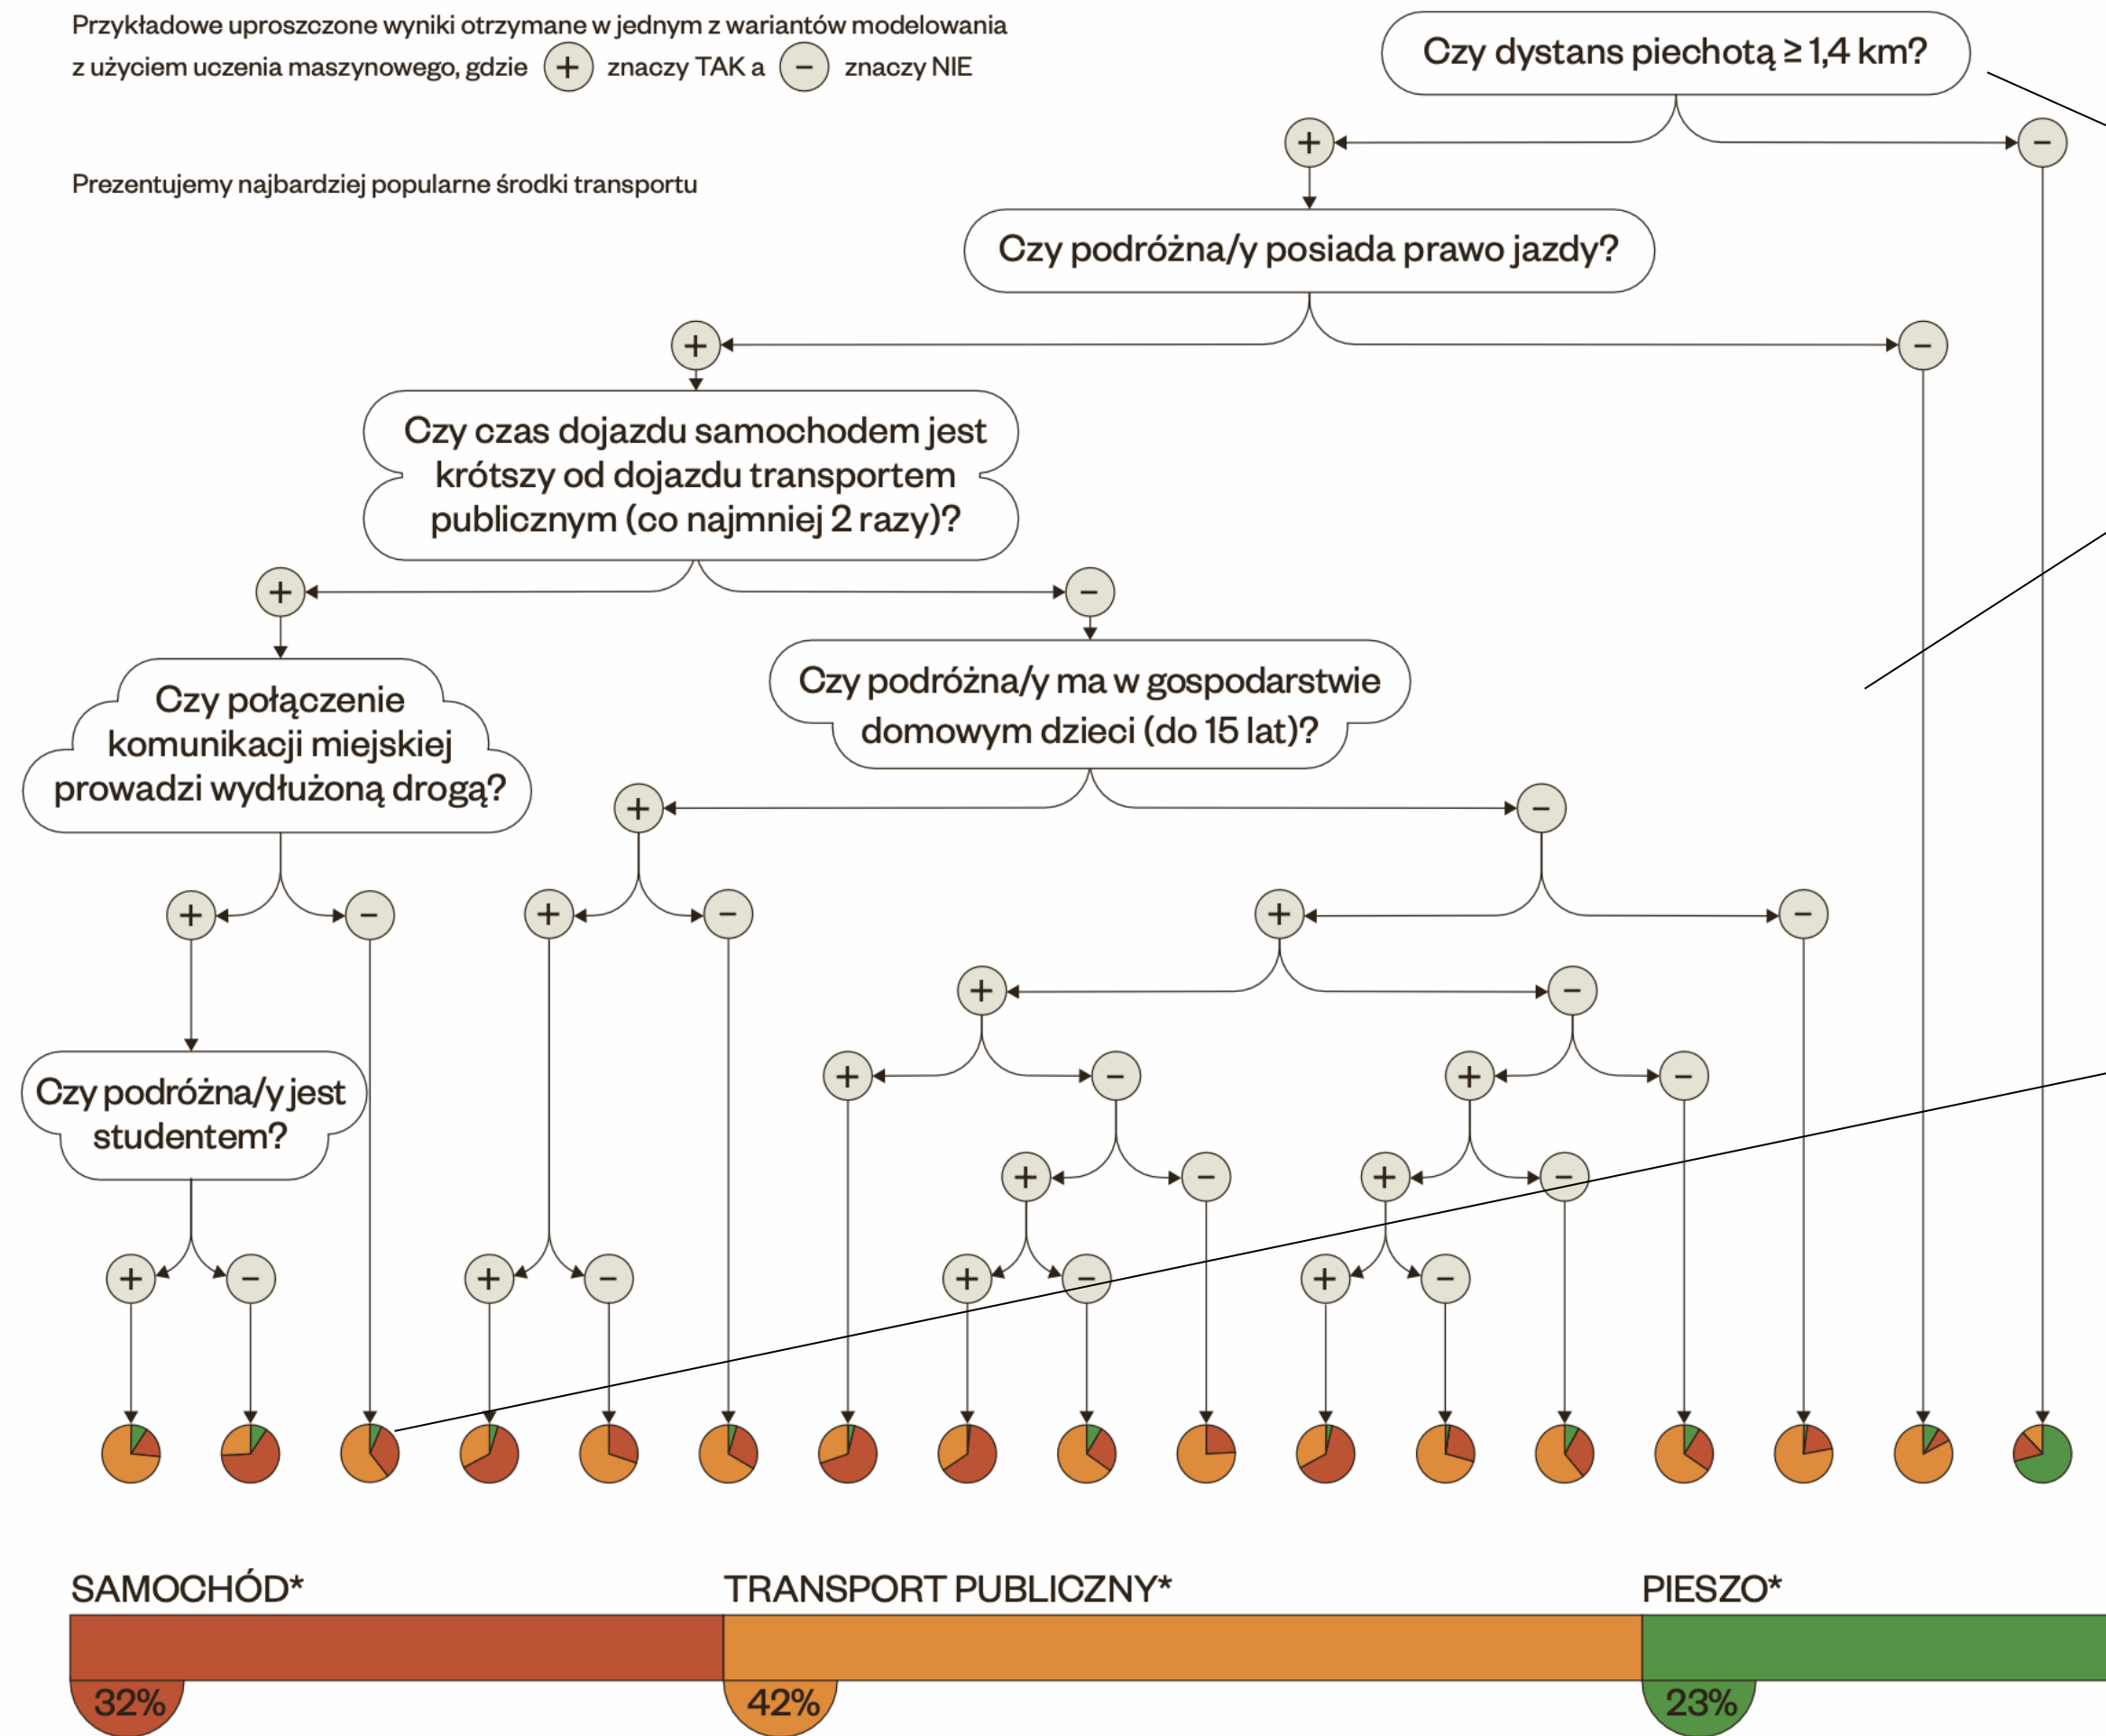 Przykładowe uproszczone wyniki otrzymane w jednym z wariantów modelowania
z użyciem uczenia maszynowego, gdzie + znaczy TAK a − znaczy NIE
Prezentujemy najbardziej popularne środki transportu
Czy dystans piechotą ≥ 1,4 km?
+ −
Czy podróżna/y posiada prawo jazdy?
+ −
Czy czas dojazdu samochodem jest
krótszy od dojazdu transportem
publicznym (co najmniej 2 razy)?
+ −
Czy połączenie
komunikacji miejskiej
prowadzi wydłużoną drogą?
Czy podróżna/y ma w gospodarstwie
domowym dzieci (do 15 lat)?
+ −
+ − + − + −
+ −
Czy podróżna/y jest
studentem?
+ − + −
+ − + −
+ − + − + − + −
SAMOCHÓD*
TRANSPORT PUBLICZNY*
PIESZO*
32%
42%
23%